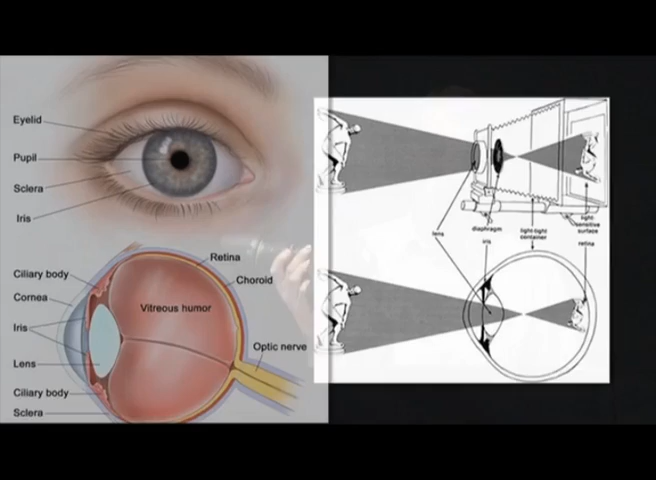 Eyelid
Pupil
Sclera
Iris
Retina
Choroid
Ciliary body
Cornea
Vitreous humor
Iris
Optic nerve
Lens
Ciliary body
Sclera
lens
diaphragm
iris
light-tight
container
light
sensitive
surface
retina